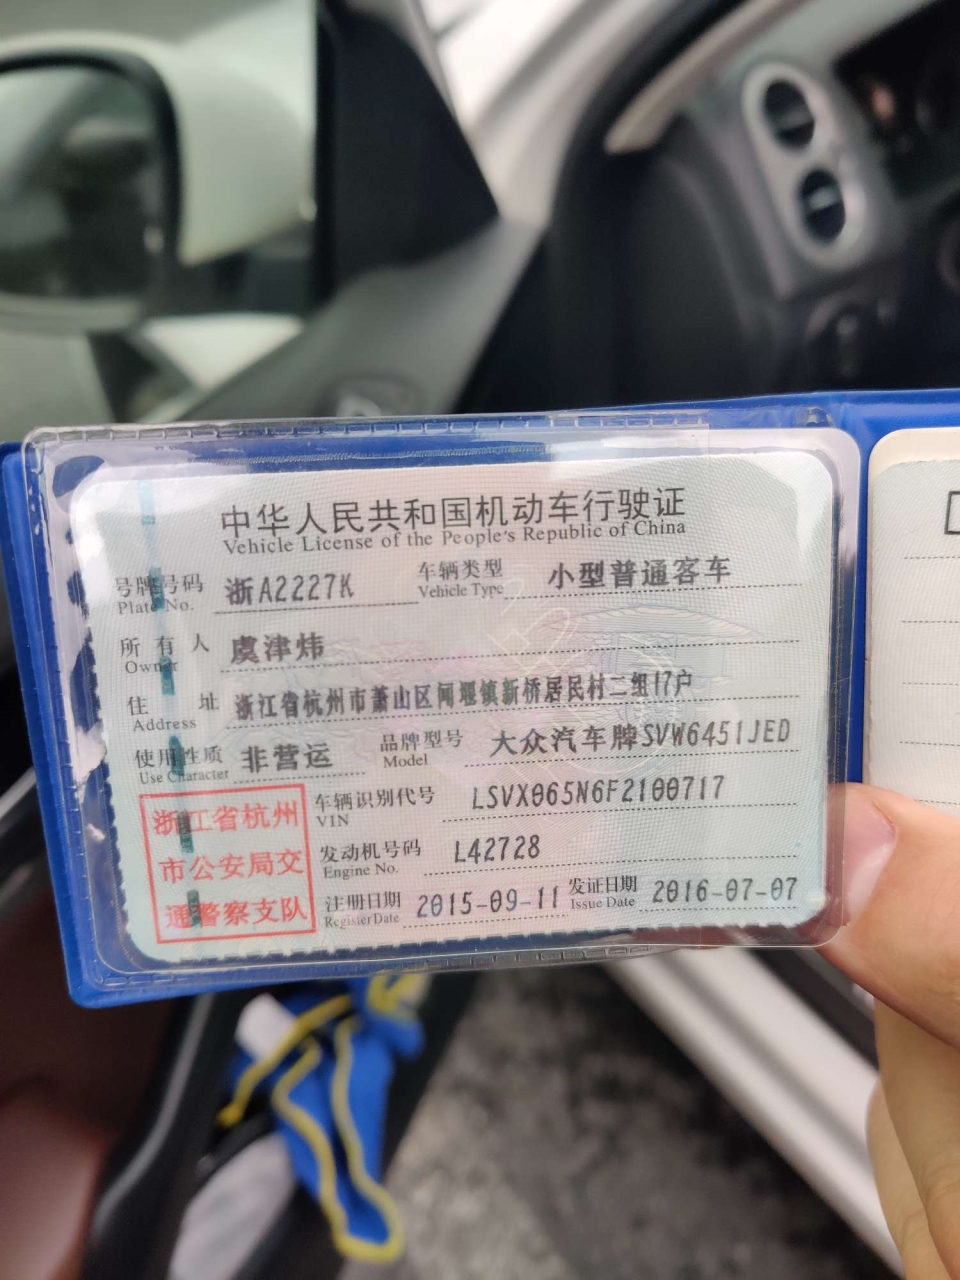 中华人民共和国机动车行驶证
Vehicle License of the People's Republic of China
号牌号码 浙A2227K 车辆类型 小型普通客车
Plate No. Vehicle Type
所有人 虞津炜
Owner
住址 浙江省杭州市萧山区闻堰镇新桥居民村二组17户
Address
使用性质 非营运 品牌型号 大众汽车牌SVW6451JED
Use Character Model
浙江省杭州 车辆识别代号 LSVX065N6F2100717
VIN
市公安局交 发动机号码 L42728
Engine No.
通警察支队 注册日期 2015-09-11 发证日期 2016-07-07
Register Date Issue Date